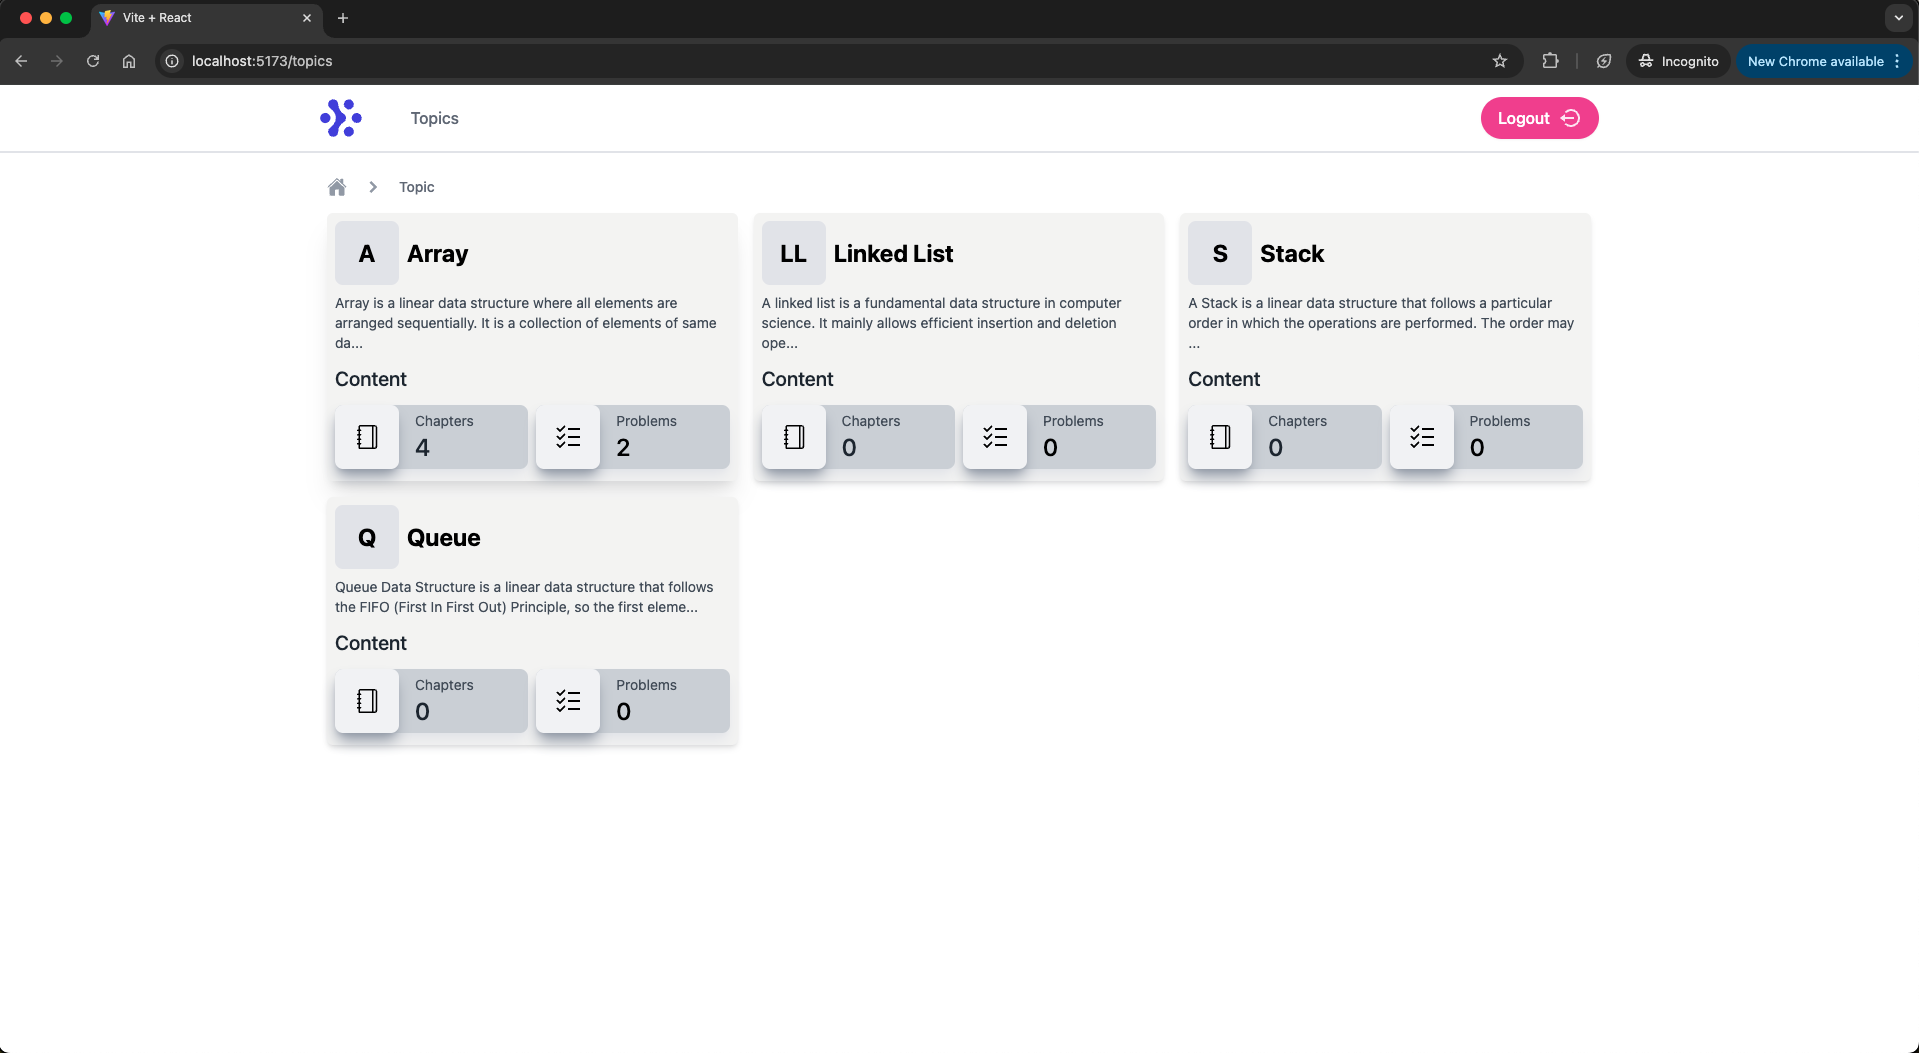 Vite + React
localhost:5173/topics
Incognito
New Chrome available
Topics
Logout
Topic
A
Array
Array is a linear data structure where all elements are
arranged sequentially. It is a collection of elements of same
da...
Content
Chapters
4
Problems
2
LL
Linked List
A linked list is a fundamental data structure in computer
science. It mainly allows efficient insertion and deletion
ope...
Content
Chapters
0
Problems
0
S
Stack
A Stack is a linear data structure that follows a particular
order in which the operations are performed. The order may
...
Content
Chapters
0
Problems
0
Q
Queue
Queue Data Structure is a linear data structure that follows
the FIFO (First In First Out) Principle, so the first eleme...
Content
Chapters
0
Problems
0